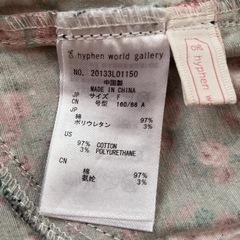 hyphen world gallery
NO. 20133L01150
中国製
MADE IN CHINA
JP サイズ F
CN 号型 160/86 A
JP
綿 97%
ポリウレタン 3%
US
97% COTTON
3% POLYURETHANE
CN
棉 97%
氨纶 3%
hyphen world